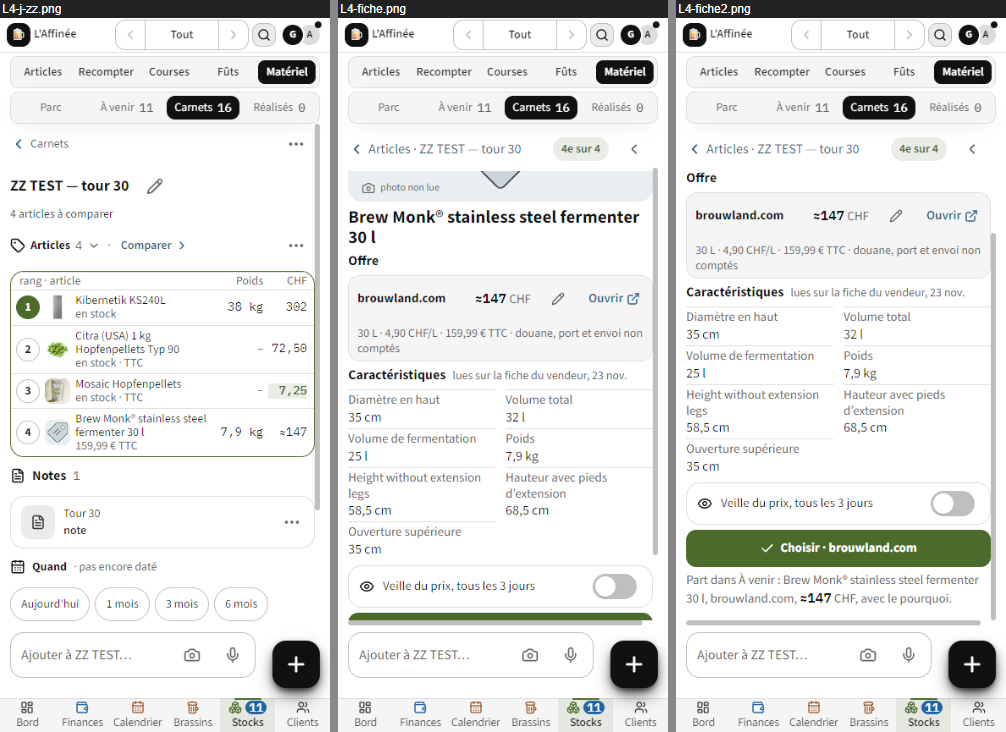 L4-j-zz.png
L'Affinée
Tout
G
A
Articles
Recompter
Courses
Fûts
Matériel
Parc
À venir 11
Carnets 16
Réalisés 0
Carnets
ZZ TEST — tour 30
4 articles à comparer
Articles 4 · Comparer
rang · article Poids CHF
1 Kibernetik KS240L 38 kg 302
en stock
2 Citra (USA) 1 kg
Hopfenpellets Typ 90 – 72,50
en stock · TTC
3 Mosaic Hopfenpellets – 7,25
en stock · TTC
4 Brew Monk® stainless steel
fermenter 30 l 7,9 kg ≈147
159,99 € TTC
Notes 1
Tour 30
note
Quand · pas encore daté
Aujourd'hui
1 mois
3 mois
6 mois
Ajouter à ZZ TEST...
Bord
Finances
Calendrier
Brassins
11
Stocks
Clients
L4-fiche.png
L'Affinée
Tout
G
A
Articles
Recompter
Courses
Fûts
Matériel
Parc
À venir 11
Carnets 16
Réalisés 0
Articles · ZZ TEST — tour 30
4e sur 4
photo non lue
Brew Monk® stainless steel fermenter
30 l
Offre
brouwland.com ≈147 CHF Ouvrir
30 L · 4,90 CHF/L · 159,99 € TTC · douane, port et envoi non
comptés
Caractéristiques lues sur la fiche du vendeur, 23 nov.
Diamètre en haut
35 cm
Volume total
32 l
Volume de fermentation
25 l
Poids
7,9 kg
Height without extension
legs
58,5 cm
Hauteur avec pieds
d'extension
68,5 cm
Ouverture supérieure
35 cm
Veille du prix, tous les 3 jours
Ajouter à ZZ TEST...
Bord
Finances
Calendrier
Brassins
11
Stocks
Clients
L4-fiche2.png
L'Affinée
Tout
G
A
Articles
Recompter
Courses
Fûts
Matériel
Parc
À venir 11
Carnets 16
Réalisés 0
Articles · ZZ TEST — tour 30
4e sur 4
Offre
brouwland.com ≈147 CHF Ouvrir
30 L · 4,90 CHF/L · 159,99 € TTC · douane, port et envoi non
comptés
Caractéristiques lues sur la fiche du vendeur, 23 nov.
Diamètre en haut
35 cm
Volume total
32 l
Volume de fermentation
25 l
Poids
7,9 kg
Height without extension
legs
58,5 cm
Hauteur avec pieds
d'extension
68,5 cm
Ouverture supérieure
35 cm
Veille du prix, tous les 3 jours
Choisir · brouwland.com
Part dans À venir : Brew Monk® stainless steel fermenter
30 l, brouwland.com, ≈147 CHF, avec le pourquoi.
Ajouter à ZZ TEST...
Bord
Finances
Calendrier
Brassins
11
Stocks
Clients